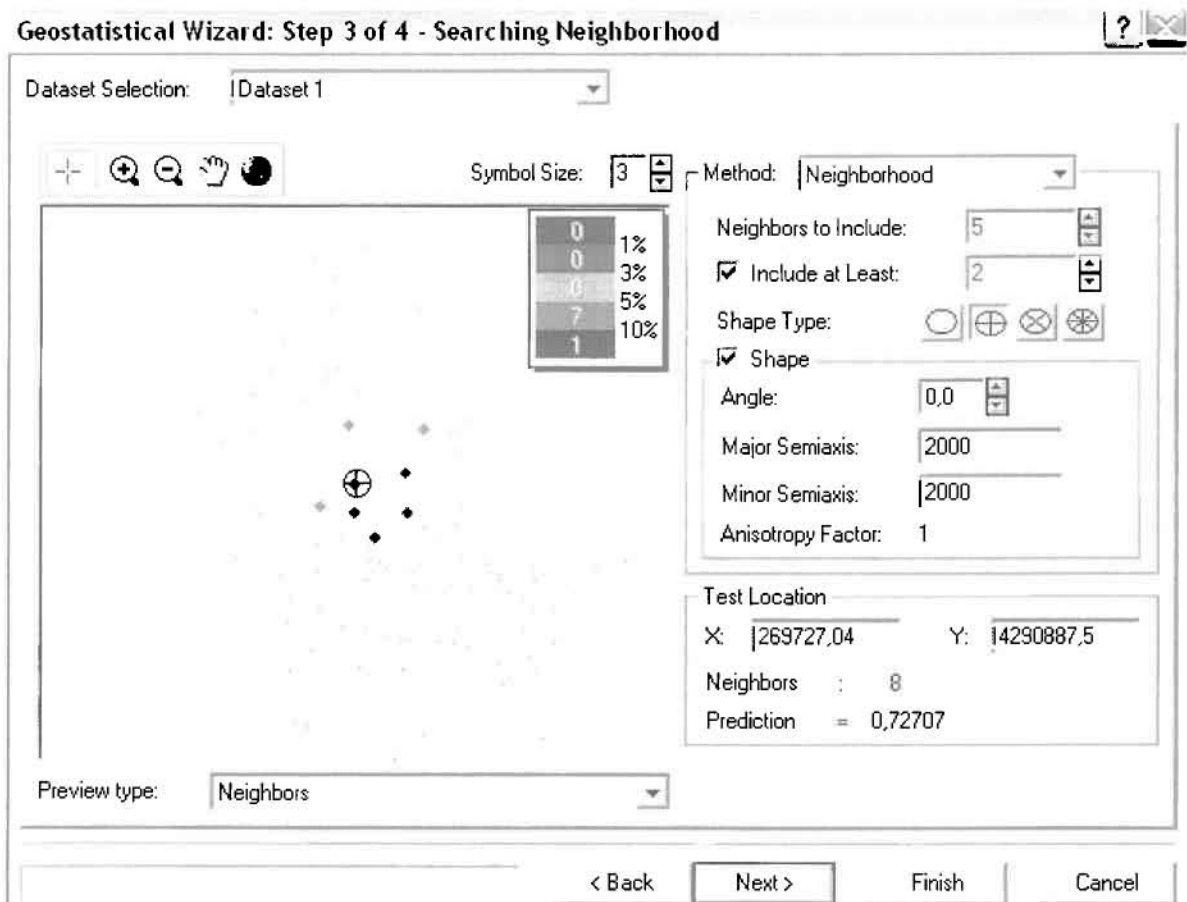 Geostatistical Wizard: Step 3 of 4 - Searching Neighborhood
?
Dataset Selection: Dataset 1
Symbol Size: 3
0
0
0
7
1
1%
3%
5%
10%
Method: Neighborhood
Neighbors to Include: 5
Include at Least: 2
Shape Type:
Shape
Angle: 0,0
Major Semiaxis: 2000
Minor Semiaxis: 2000
Anisotropy Factor: 1
Test Location
X: 269727,04 Y: 4290887,5
Neighbors : 8
Prediction = 0,72707
Preview type: Neighbors
< Back
Next >
Finish
Cancel